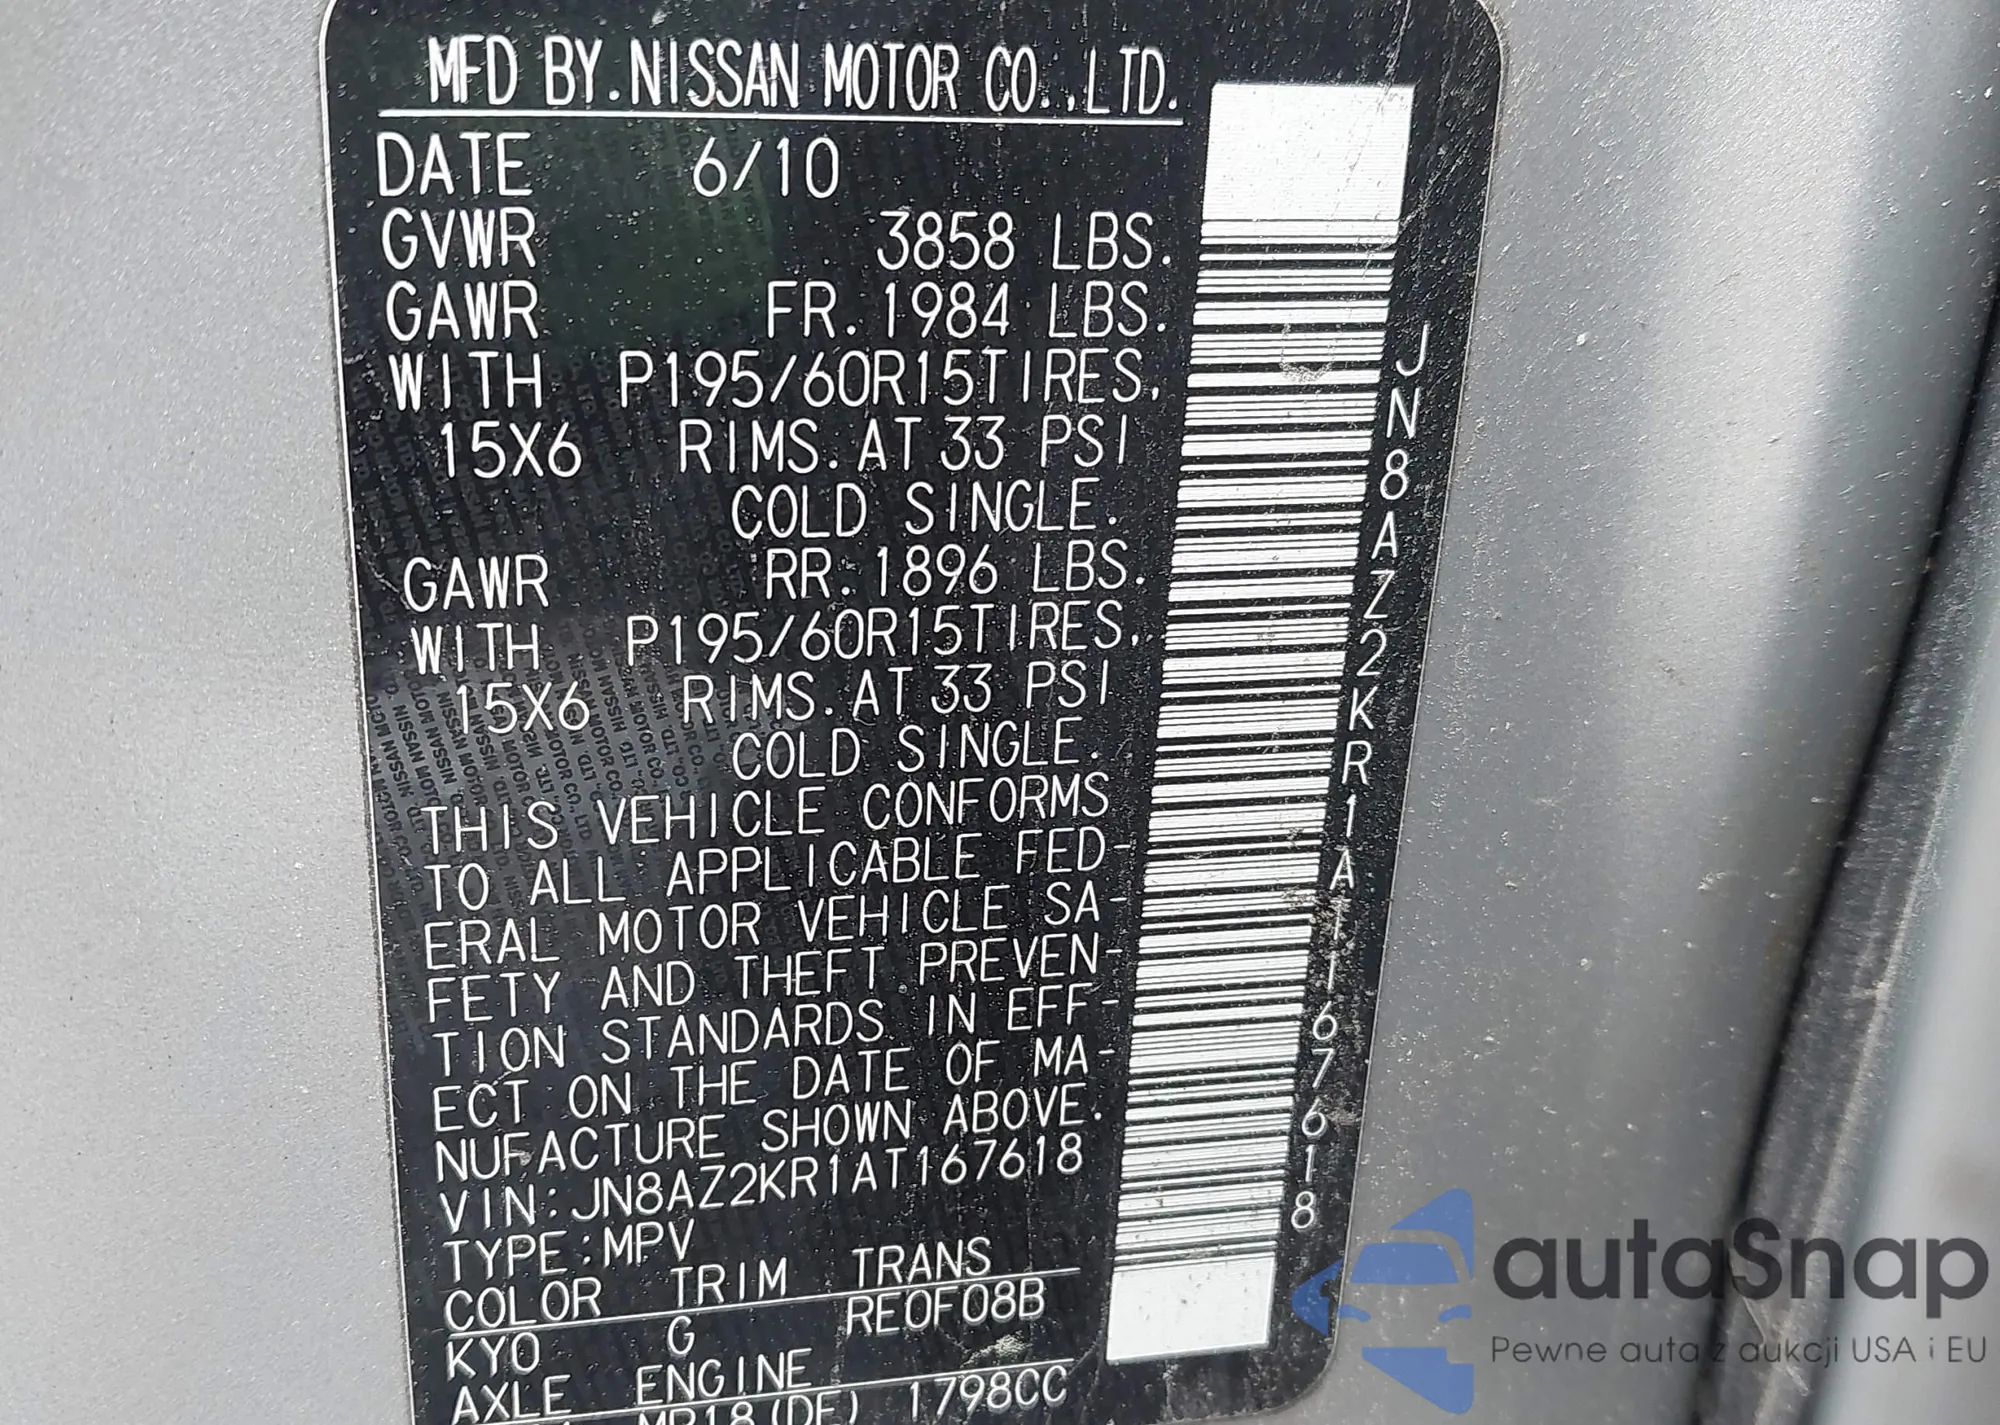 MFD BY.NISSAN MOTOR CO.,LTD.
DATE 6/10
GVWR 3858 LBS.
GAWR FR. 1984 LBS.
WITH P195/60R15TIRES,
15X6 RIMS. AT 33 PSI
COLD SINGLE.
GAWR RR. 1896 LBS.
WITH P195/60R15TIRES,
15X6 RIMS. AT 33 PSI
COLD SINGLE.
THIS VEHICLE CONFORMS
TO ALL APPLICABLE FED-
ERAL MOTOR VEHICLE SA-
FETY AND THEFT PREVEN-
TION STANDARDS IN EFF-
ECT ON THE DATE OF MA-
NUFACTURE SHOWN ABOVE.
VIN:JN8AZ2KR1AT167618
TYPE:MPV
COLOR TRIM TRANS
KYO G RE0F08B
AXLE ENGINE
MR18(DE) 1798CC
JN8AZ2KR1AT167618
autoSnap
Pewne auta z aukcji USA i EU